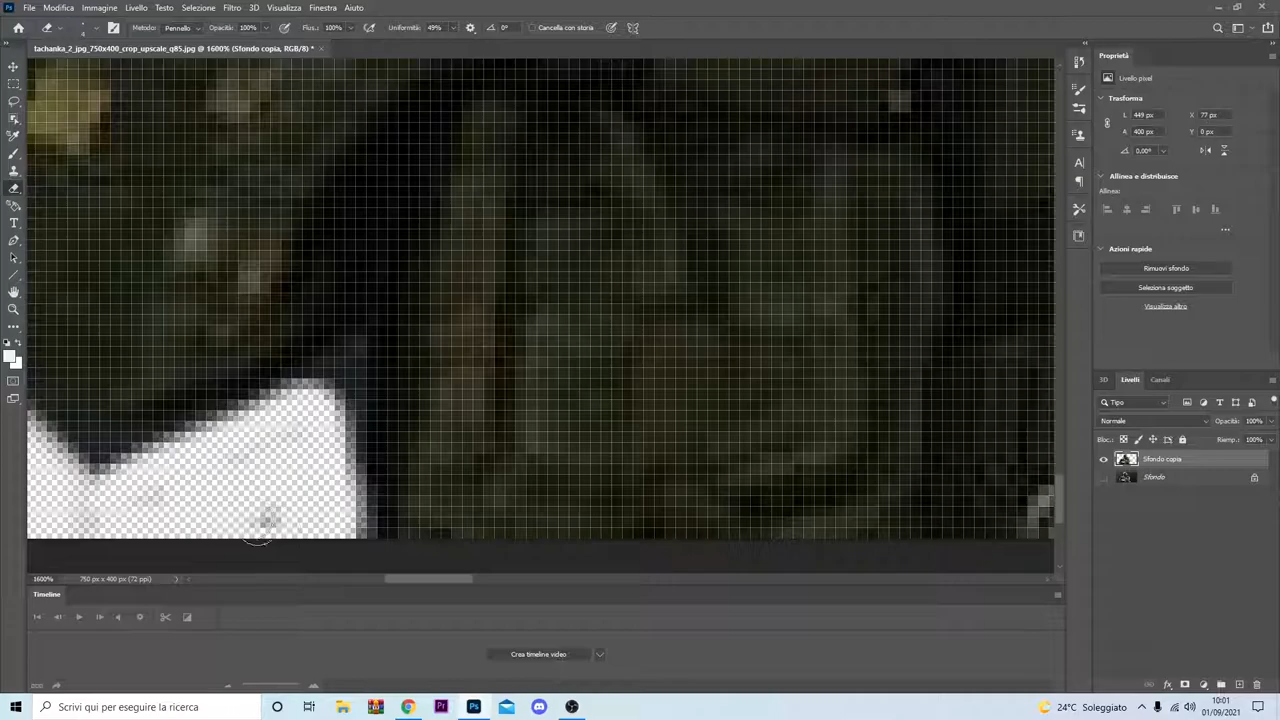 File Modifica Immagine Livello Testo Selezione Filtro 3D Visualizza Finestra Aiuto
4 Metodo: Pennello Opacità: 100% Flus.: 100% Uniformità: 49% 0° Cancella con storia
tachanka_2_jpg_750x400_crop_upscale_q85.jpg @ 1600% (Sfondo copia, RGB/8) *
Proprietà
Livello pixel
Trasforma
L 449 px X 77 px
A 400 px Y 0 px
0,00°
Allinea e distribuisce
Allinea:
Azioni rapide
Rimuovi sfondo
Seleziona soggetto
Visualizza altro
3D Livelli Canali
Tipo
Normale Opacità: 100%
Bloc.: Riemp.: 100%
Sfondo copia
Sfondo
1600% 750 px x 400 px (72 ppi)
Timeline
Crea timeline video
Scrivi qui per eseguire la ricerca
24°C Soleggiato
10:01
01/09/2021